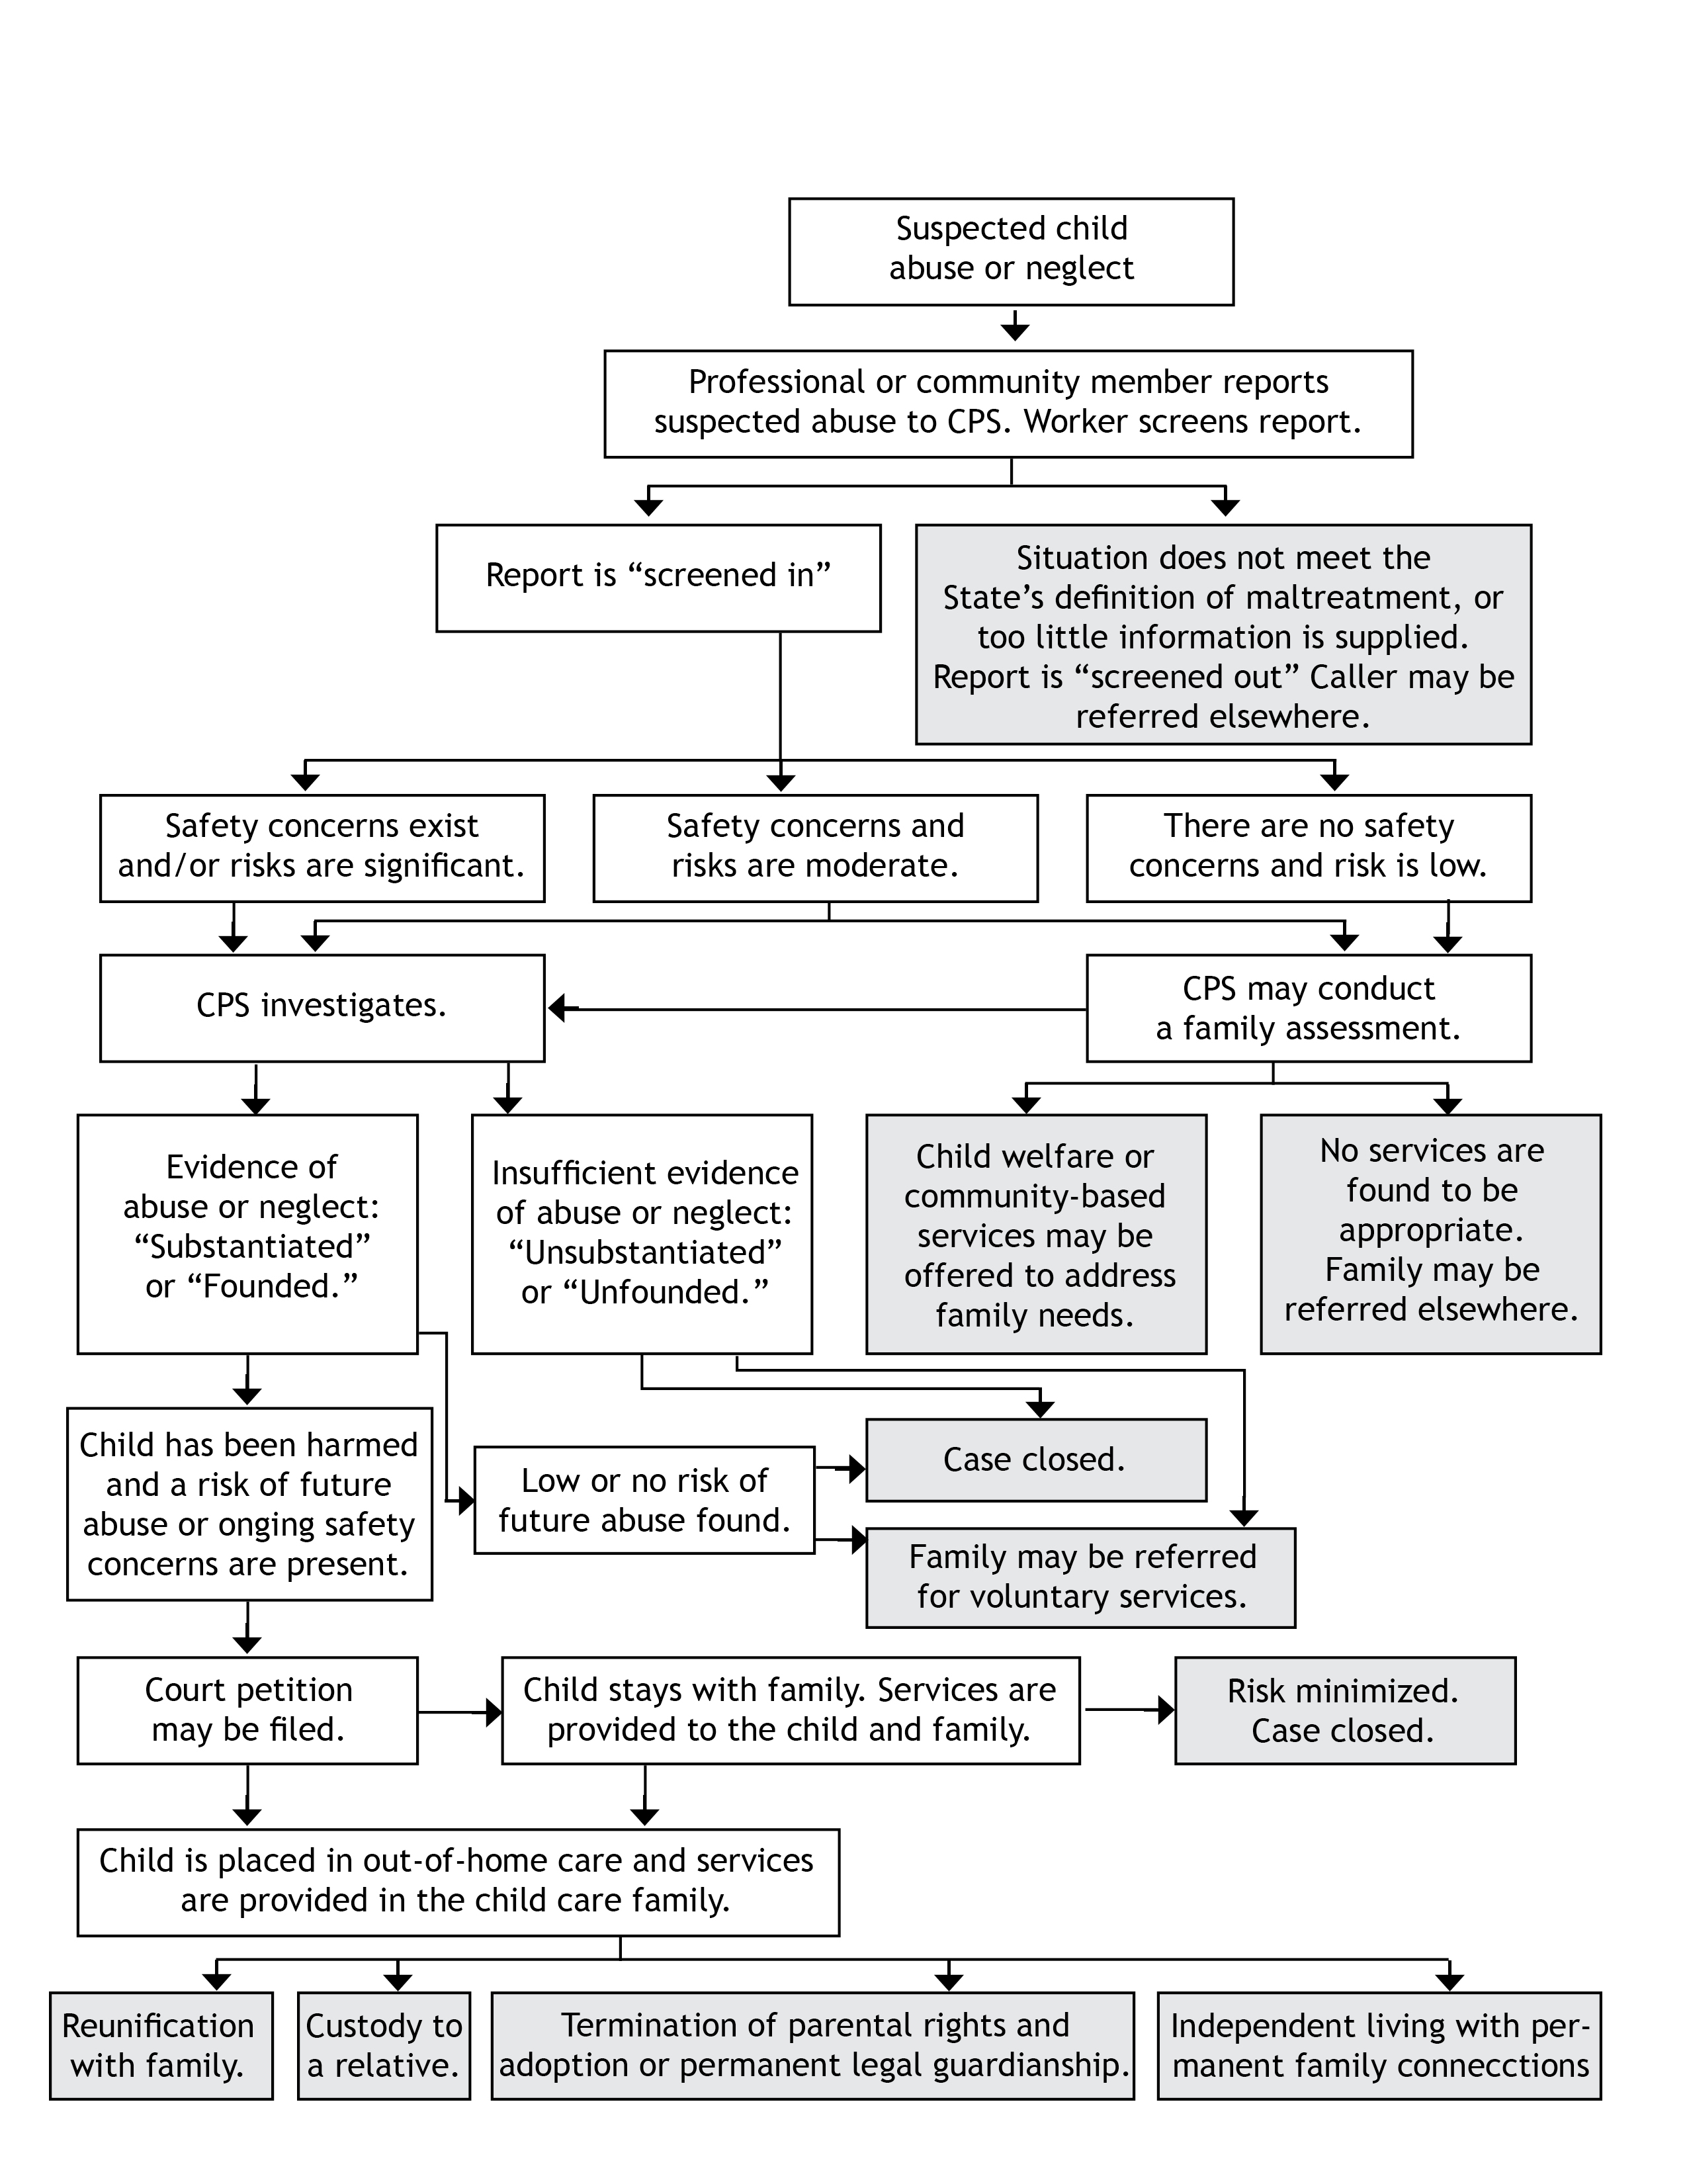 Suspected child
abuse or neglect
Professional or community member reports
suspected abuse to CPS. Worker screens report.
Report is “screened in”
Situation does not meet the
State’s definition of maltreatment, or
too little information is supplied.
Report is “screened out” Caller may be
referred elsewhere.
Safety concerns exist
and/or risks are significant.
Safety concerns and
risks are moderate.
There are no safety
concerns and risk is low.
CPS investigates.
CPS may conduct
a family assessment.
Evidence of
abuse or neglect:
“Substantiated”
or “Founded.”
Insufficient evidence
of abuse or neglect:
“Unsubstantiated”
or “Unfounded.”
Child welfare or
community-based
services may be
offered to address
family needs.
No services are
found to be
appropriate.
Family may be
referred elsewhere.
Child has been harmed
and a risk of future
abuse or onging safety
concerns are present.
Low or no risk of
future abuse found.
Case closed.
Family may be referred
for voluntary services.
Court petition
may be filed.
Child stays with family. Services are
provided to the child and family.
Risk minimized.
Case closed.
Child is placed in out-of-home care and services
are provided in the child care family.
Reunification
with family.
Custody to
a relative.
Termination of parental rights and
adoption or permanent legal guardianship.
Independent living with per-
manent family connecctions